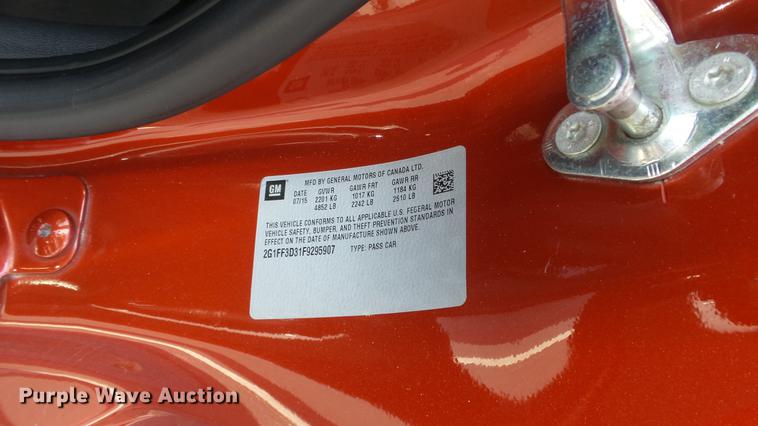 GM
MFD BY GENERAL MOTORS OF CANADA LTD.
DATE GVWR GAWR FRT GAWR RR
07/15 2201 KG 1017 KG 1184 KG
4852 LB 2242 LB 2610 LB
THIS VEHICLE CONFORMS TO ALL APPLICABLE U.S. FEDERAL MOTOR
VEHICLE SAFETY, BUMPER, AND THEFT PREVENTION STANDARDS IN
EFFECT ON THE DATE OF MANUFACTURE SHOWN ABOVE.
2G1FF3D31F9295907 TYPE: PASS CAR
Purple Wave Auction®